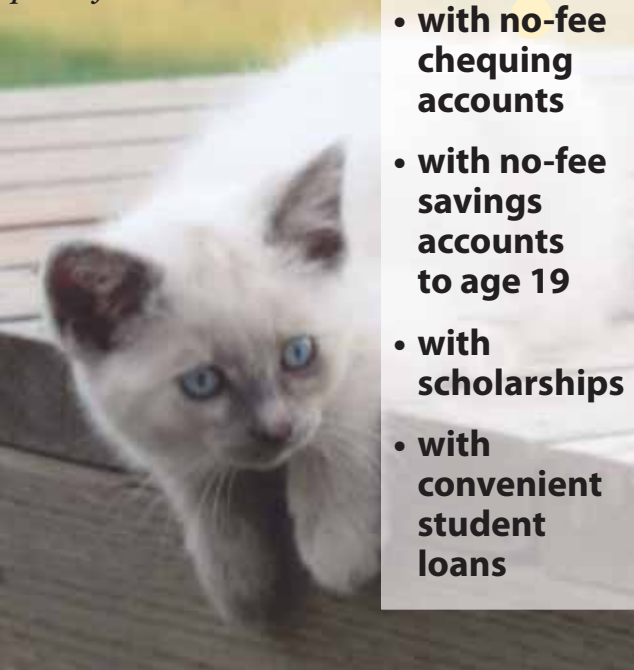 • with no-fee
chequing
accounts
• with no-fee
savings
accounts
to age 19
• with
scholarships
• with
convenient
student
loans